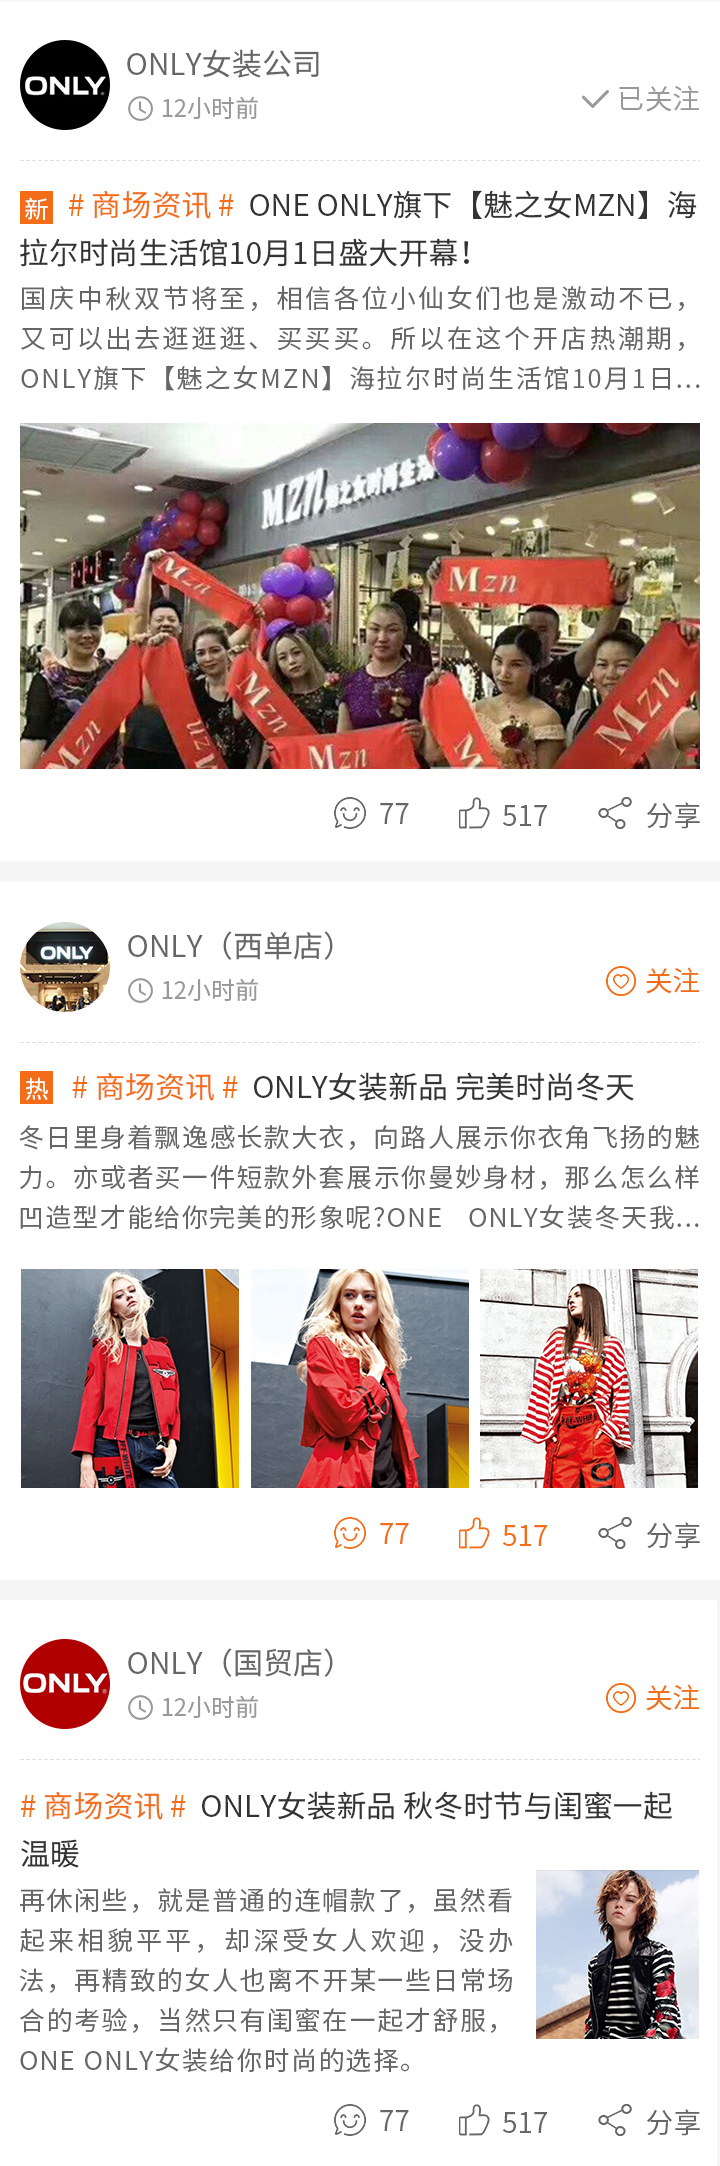 ONLY
ONLY女装公司
12小时前
已关注
新 # 商场资讯 # ONE ONLY旗下【魅之女MZN】海
拉尔时尚生活馆10月1日盛大开幕！
国庆中秋双节将至，相信各位小仙女们也是激动不已，
又可以出去逛逛逛、买买买。所以在这个开店热潮期，
ONLY旗下【魅之女MZN】海拉尔时尚生活馆10月1日...
MZN魅之女时尚生活
Mzn
Mzn
Mzn
Mzn
Mzn
Mzn
M
Mzn
77
517
分享
ONLY
ONLY（西单店）
12小时前
关注
热 # 商场资讯 # ONLY女装新品 完美时尚冬天
冬日里身着飘逸感长款大衣，向路人展示你衣角飞扬的魅
力。亦或者买一件短款外套展示你曼妙身材，那么怎么样
凹造型才能给你完美的形象呢?ONE ONLY女装冬天我...
77
517
分享
ONLY
ONLY（国贸店）
12小时前
关注
# 商场资讯 # ONLY女装新品 秋冬时节与闺蜜一起
温暖
再休闲些，就是普通的连帽款了，虽然看
起来相貌平平，却深受女人欢迎，没办
法，再精致的女人也离不开某一些日常场
合的考验，当然只有闺蜜在一起才舒服，
ONE ONLY女装给你时尚的选择。
77
517
分享